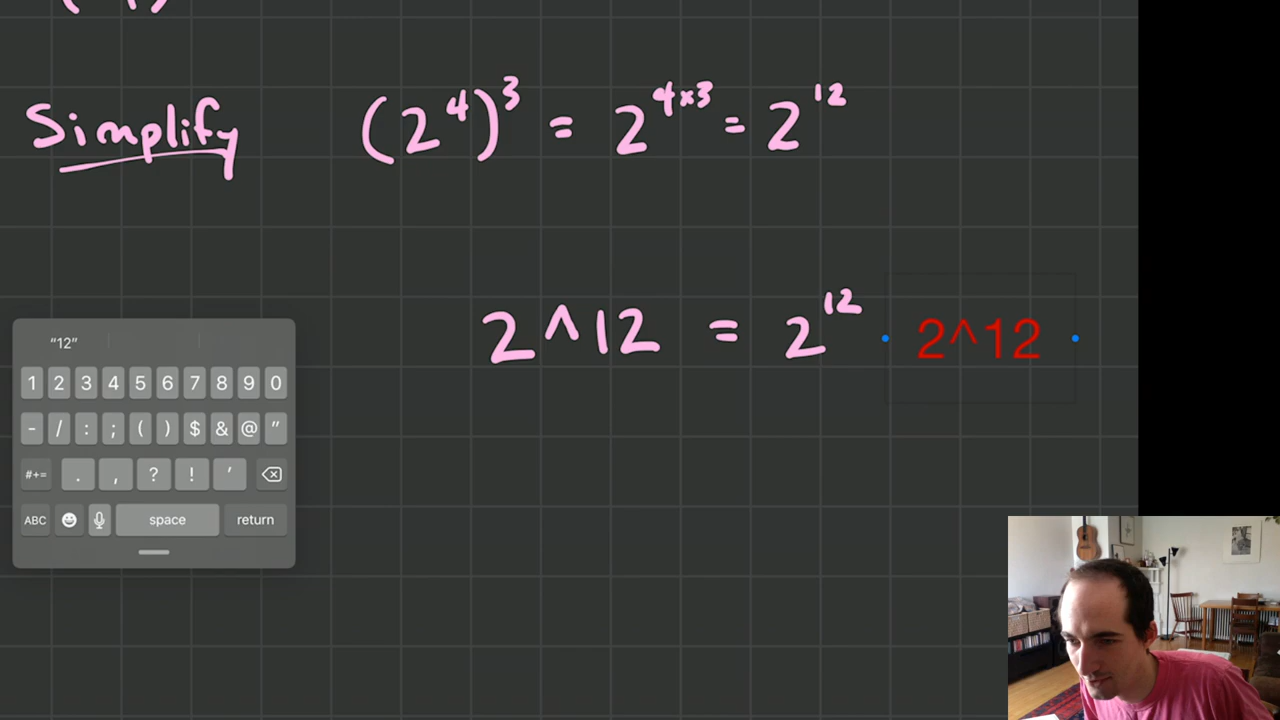 Simplify (2⁴)³ = 2⁴ˣ³ = 2¹²
2^12 = 2¹² 2^12
“12”
1 2 3 4 5 6 7 8 9 0
- / : ; ( ) $ & @ "
#+= . , ? ! '
ABC space return